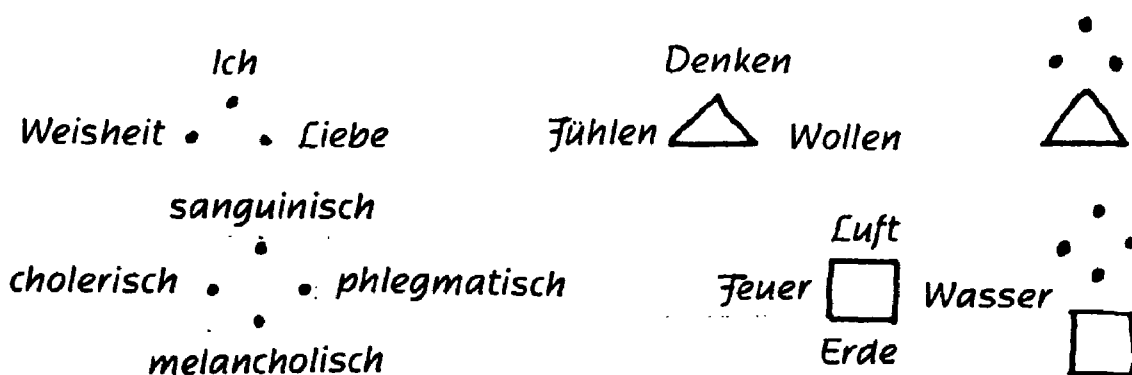 Ich
Denken
Weisheit Liebe
Fühlen Wollen
sanguinisch
Luft
cholerisch phlegmatisch
Feuer Wasser
Erde
melancholisch